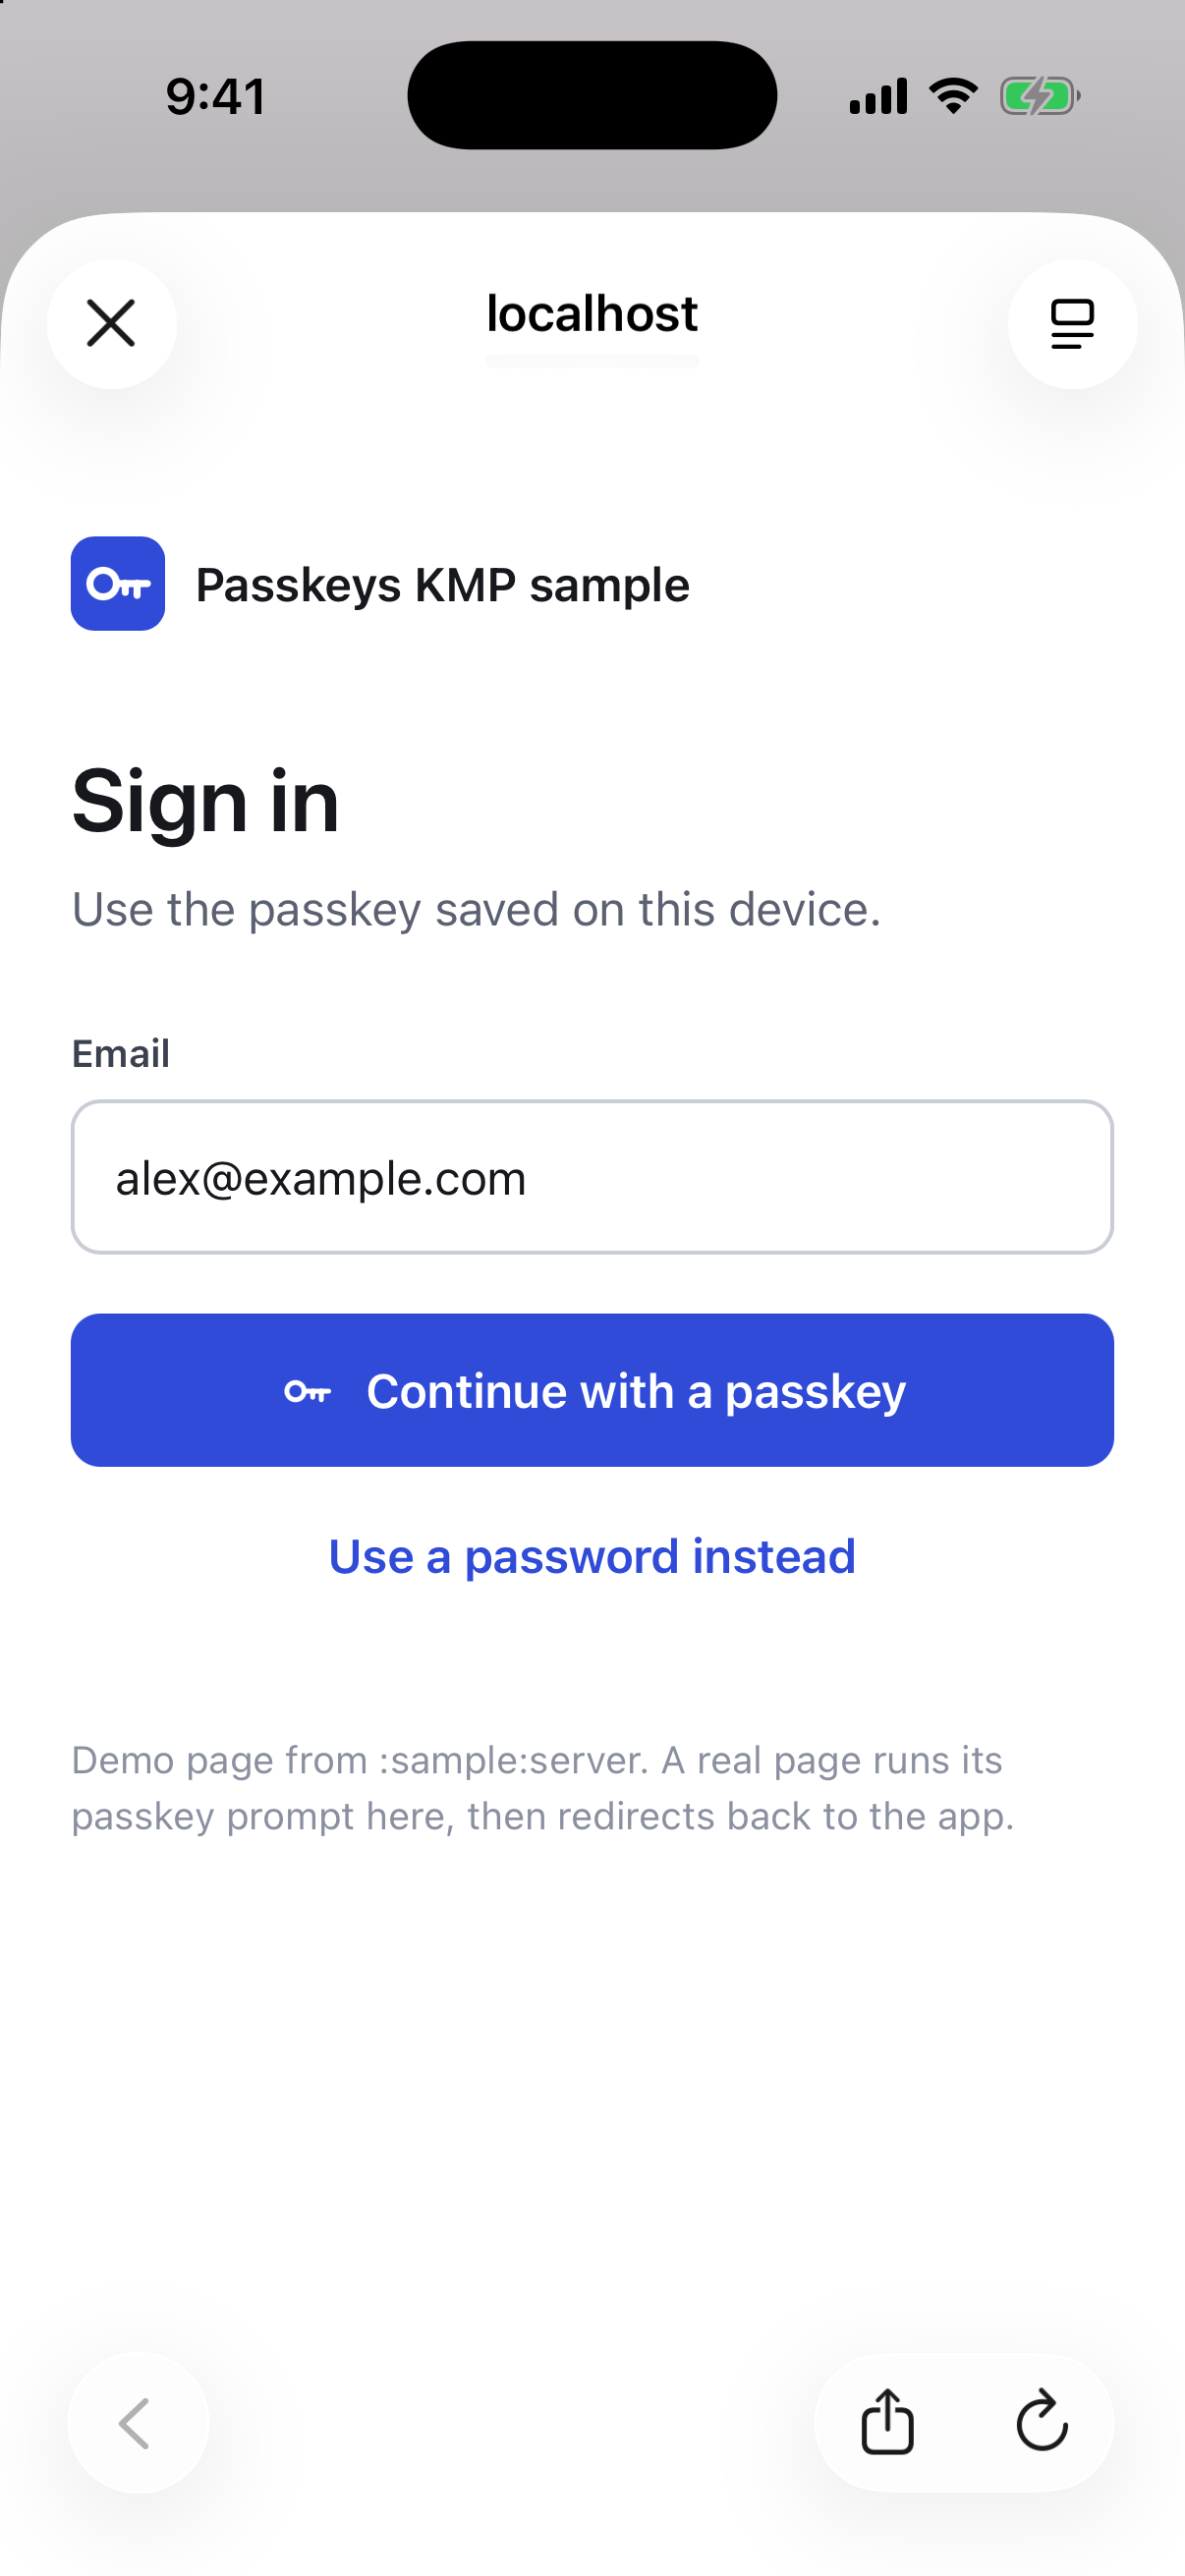 9:41
localhost
Passkeys KMP sample
Sign in
Use the passkey saved on this device.
Email
alex@example.com
Continue with a passkey
Use a password instead
Demo page from :sample:server. A real page runs its
passkey prompt here, then redirects back to the app.